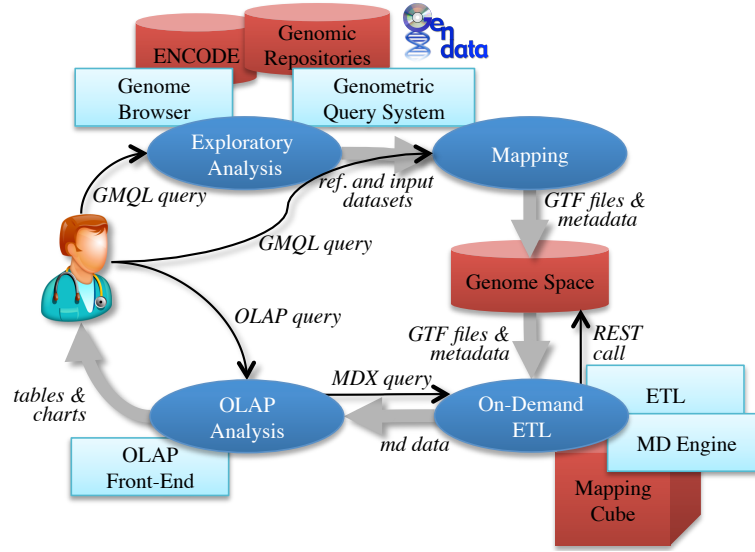 ENCODE
Genomic
Repositories
Gen
data
Genome
Browser
Genometric
Query System
Exploratory
Analysis
Mapping
GMQL query
ref. and input
datasets
GMQL query
GTF files &
metadata
Genome Space
OLAP query
GTF files &
metadata
REST
call
tables &
charts
OLAP
Analysis
MDX query
On-Demand
ETL
md data
ETL
MD Engine
OLAP
Front-End
Mapping
Cube